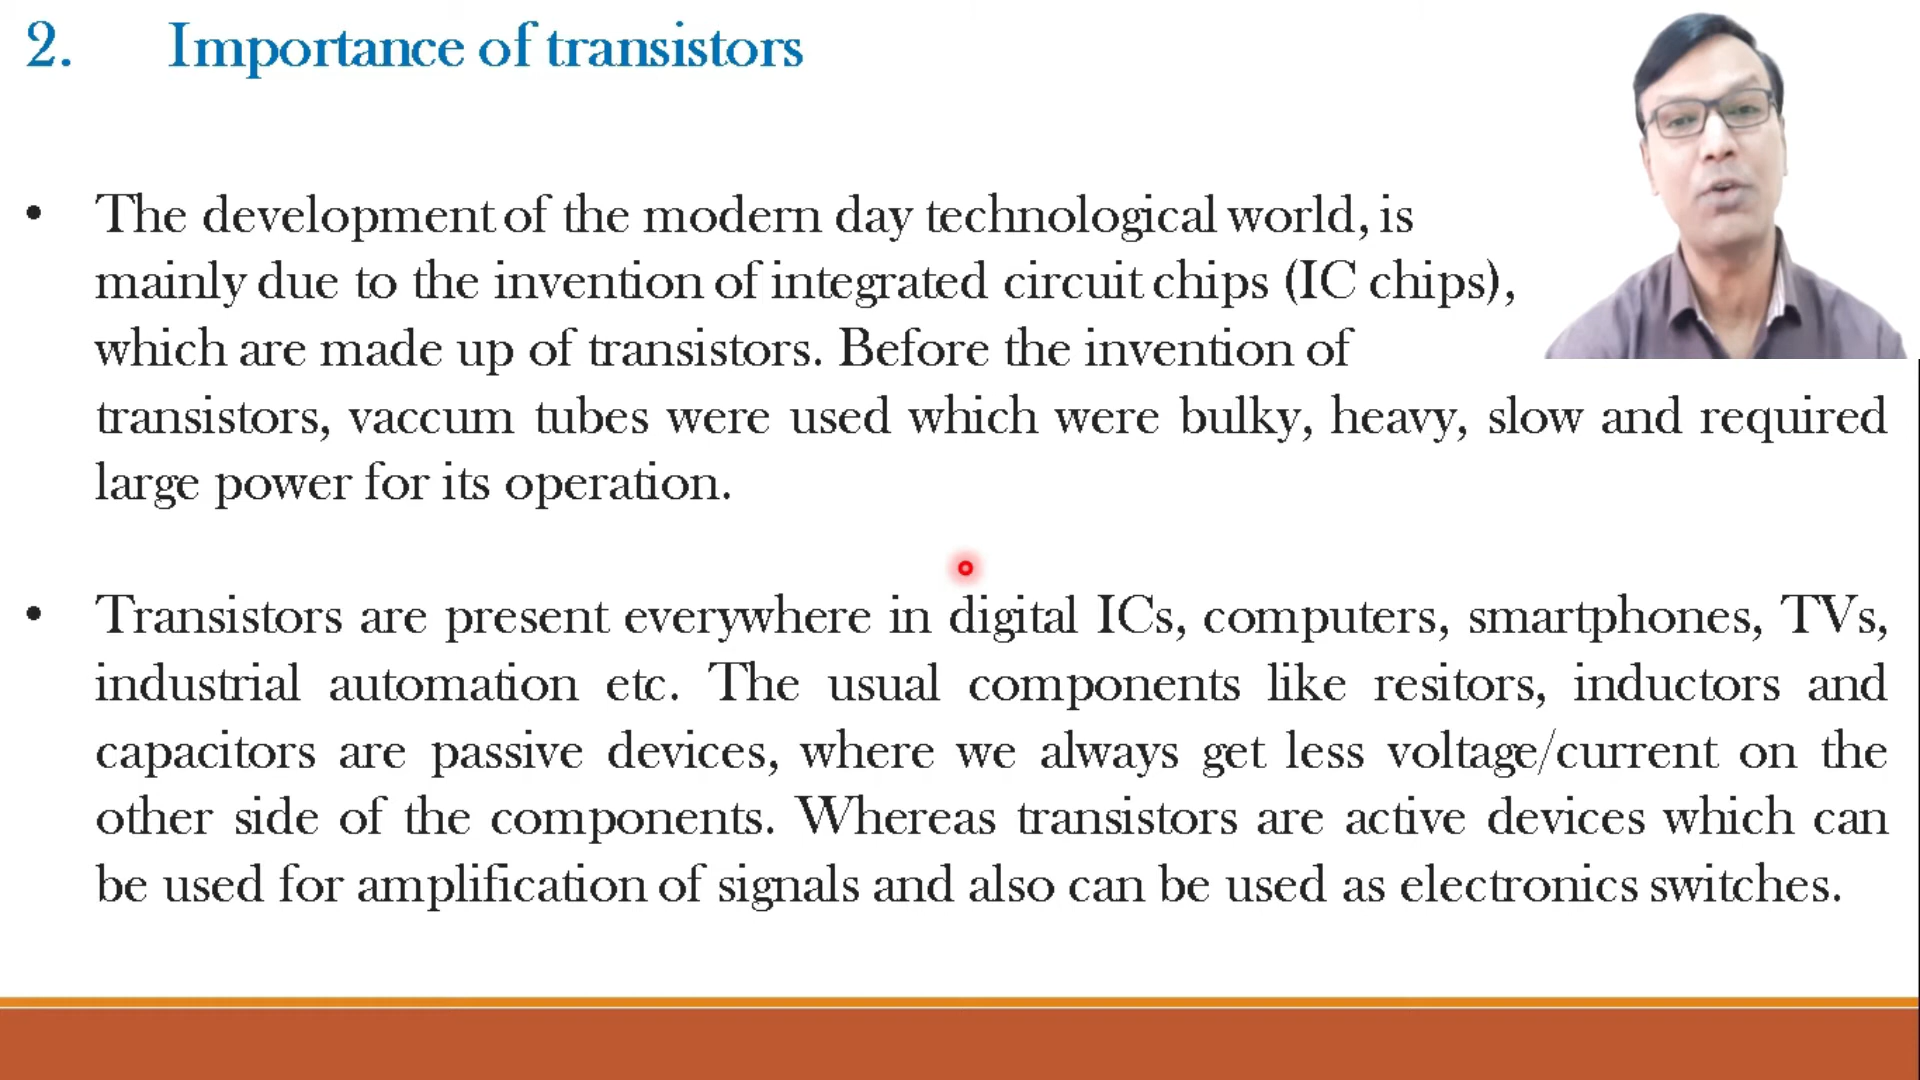 2. Importance of transistors
• The development of the modern day technological world, is
mainly due to the invention of integrated circuit chips (IC chips),
which are made up of transistors. Before the invention of
transistors, vaccum tubes were used which were bulky, heavy, slow and required
large power for its operation.
• Transistors are present everywhere in digital ICs, computers, smartphones, TVs,
industrial automation etc. The usual components like resitors, inductors and
capacitors are passive devices, where we always get less voltage/current on the
other side of the components. Whereas transistors are active devices which can
be used for amplification of signals and also can be used as electronics switches.